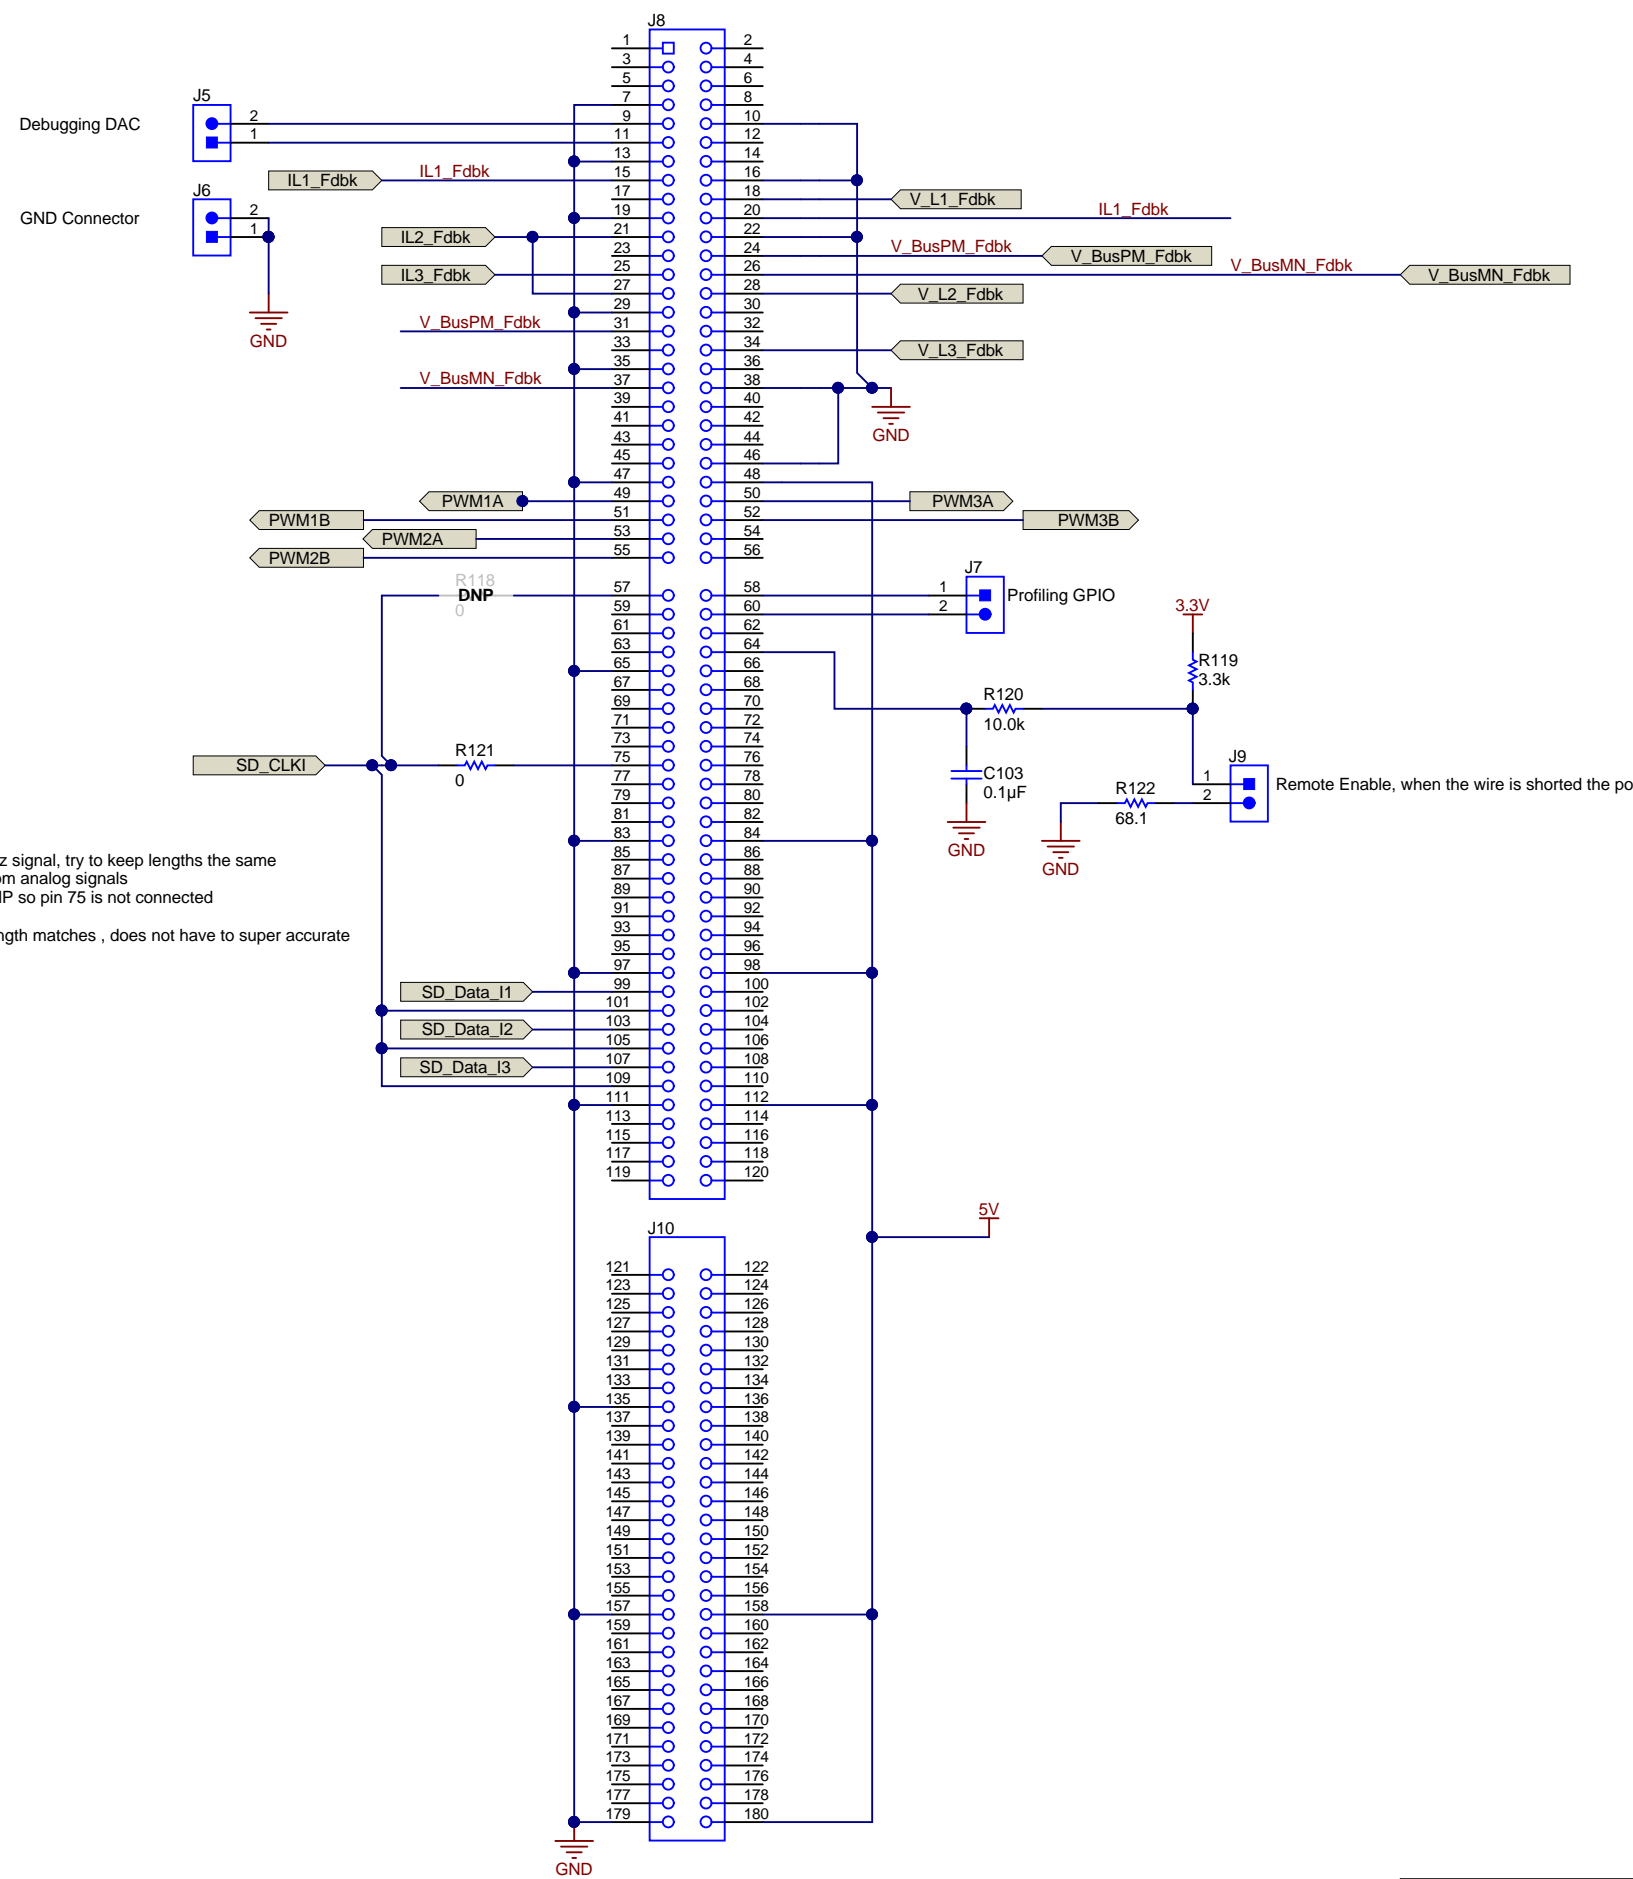 J8
1 2
3 4
5 6
7 8
J5
Debugging DAC
2 9 10
1 11 12
13 14
IL1_Fdbk IL1_Fdbk 15 16
J6
17 18 V_L1_Fdbk
GND Connector 2 19 20 IL1_Fdbk
1 IL2_Fdbk 21 22
23 24 V_BusPM_Fdbk V_BusPM_Fdbk
IL3_Fdbk 25 26 V_BusMN_Fdbk V_BusMN_Fdbk
27 28 V_L2_Fdbk
29 30
GND
V_BusPM_Fdbk 31 32
33 34 V_L3_Fdbk
35 36
V_BusMN_Fdbk 37 38
39 40
41 42
GND
43 44
45 46
47 48
PWM1A 49 50 PWM3A
PWM1B 51 52 PWM3B
PWM2A 53 54
PWM2B 55 56
R118 J7
DNP 57 58 1 Profiling GPIO
0 59 60 2
3.3V
61 62
63 64
65 66 R119
67 68 3.3k
69 70 R120
10.0k
71 72
73 74
SD_CLKI R121 75 76 J9
0
77 78 C103 1 Remote Enable, when the wire is shorted the po
79 80 0.1µF R122 2
68.1
81 82
83 84
GND
GND
z signal, try to keep lengths the same
85 86
om analog signals
87 88
IP so pin 75 is not connected
89 90
91 92
ngth matches , does not have to super accurate
93 94
95 96
97 98
SD_Data_I1 99 100
101 102
SD_Data_I2 103 104
105 106
SD_Data_I3 107 108
109 110
111 112
113 114
115 116
117 118
119 120
5V
J10
121 122
123 124
125 126
127 128
129 130
131 132
133 134
135 136
137 138
139 140
141 142
143 144
145 146
147 148
149 150
151 152
153 154
155 156
157 158
159 160
161 162
163 164
165 166
167 168
169 170
171 172
173 174
175 176
177 178
179 180
GND